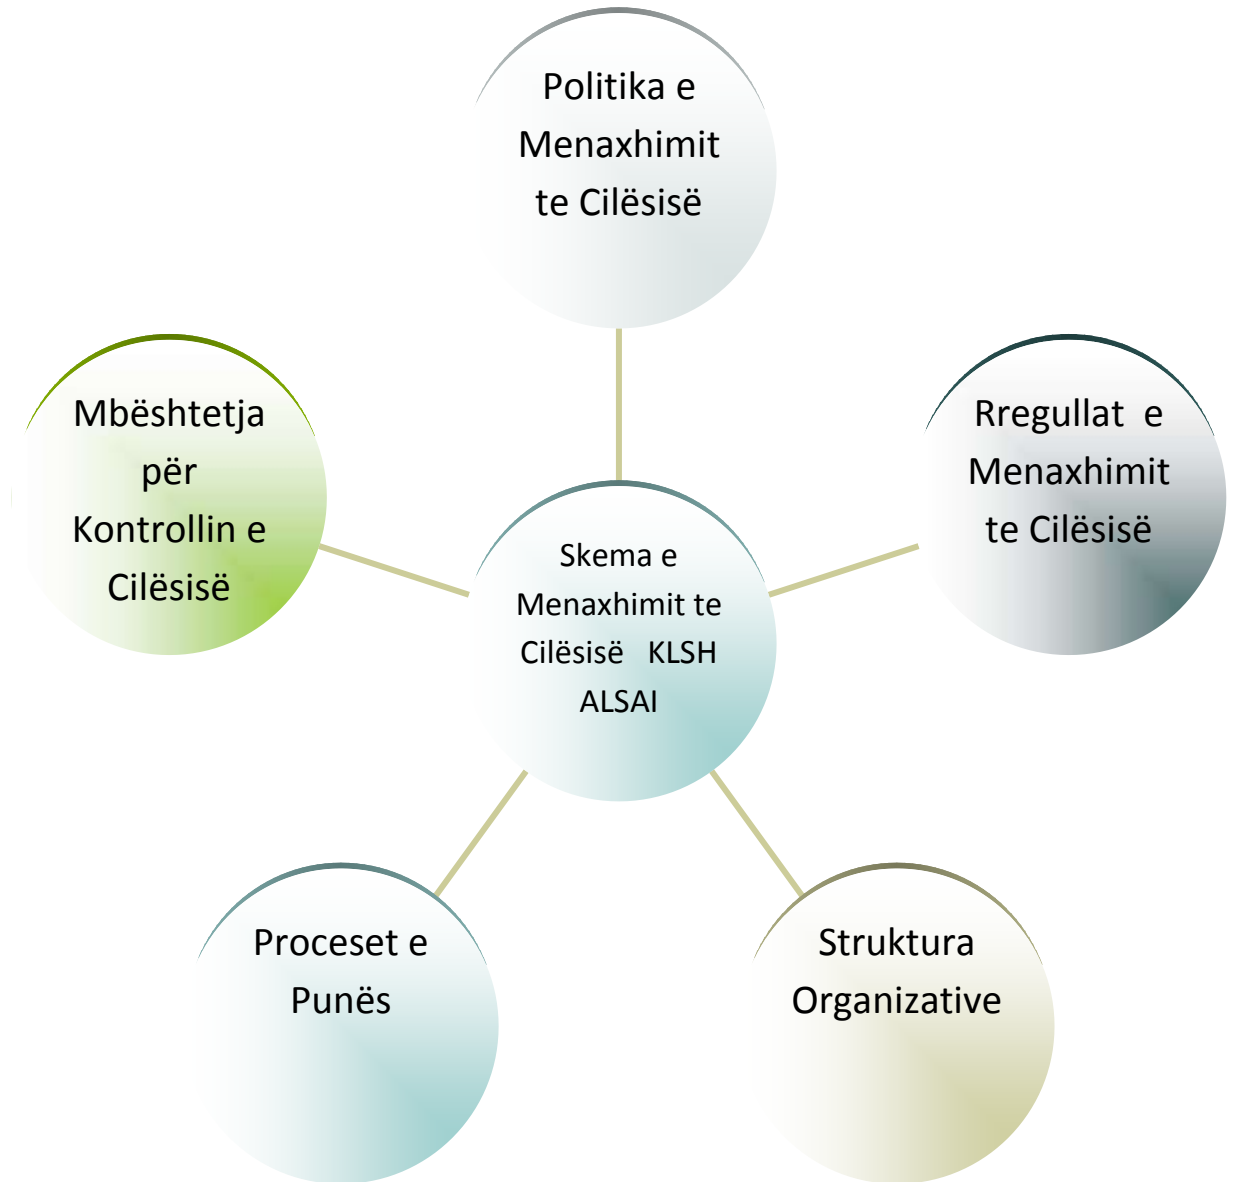 Politika e
Menaxhimit
te Cilësisë
Mbështetja
për
Kontrollin e
Cilësisë
Rregullat e
Menaxhimit
te Cilësisë
Skema e
Menaxhimit te
Cilësisë KLSH
ALSAI
Proceset e
Punës
Struktura
Organizative